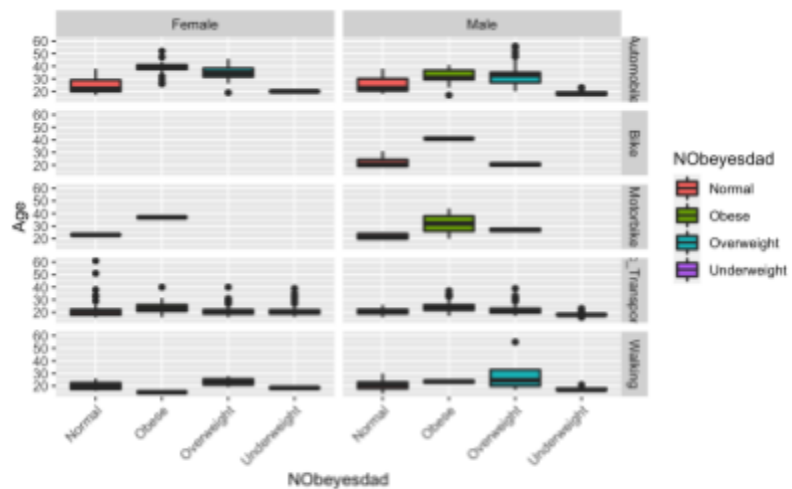 Female
Male
60
50
40
30
20
Automobile
60
50
40
30
20
Bike
60
50
40
30
20
Motorbike
60
50
40
30
20
_Transpor
60
50
40
30
20
Walking
Age
Normal
Obese
Overweight
Underweight
Normal
Obese
Overweight
Underweight
NObeyesdad
NObeyesdad
Normal
Obese
Overweight
Underweight